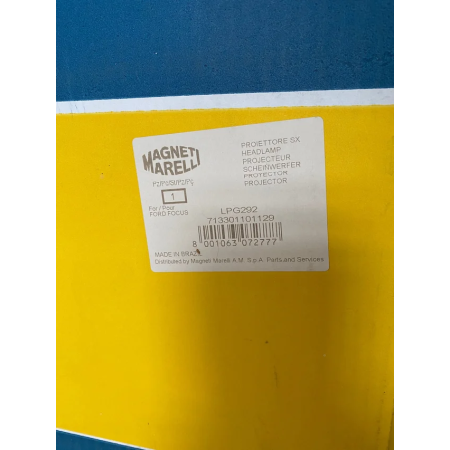 MAGNETI
MARELLI
PROIETTORE SX
HEADLAMP
PROJECTEUR
SCHEINWERFER
PROTECTOR
PROJECTOR
1
For / Pour
FORD FOCUS
LPG292
713301101129
8 001063 072777
MADE IN BRAZIL
Distributed by Magneti Marelli A.M. S.p.A. Parts and Services